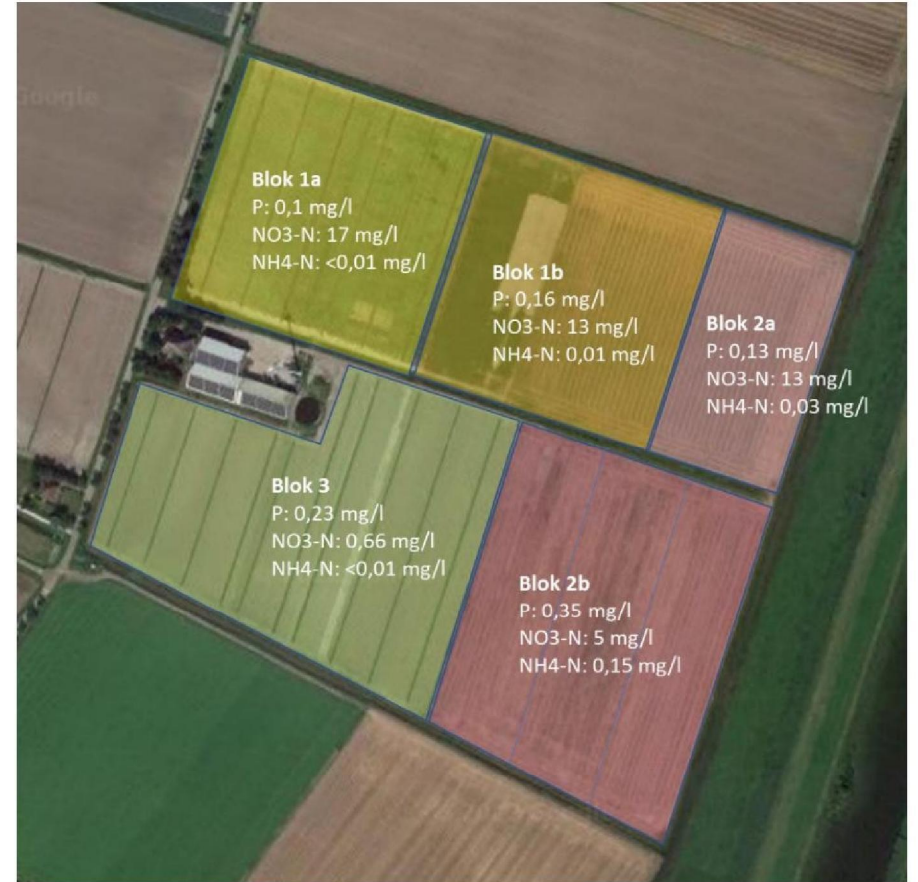 Google
Blok 1a
P: 0,1 mg/l
NO3-N: 17 mg/l
NH4-N: <0,01 mg/l
Blok 1b
P: 0,16 mg/l
NO3-N: 13 mg/l
NH4-N: 0,01 mg/l
Blok 2a
P: 0,13 mg/l
NO3-N: 13 mg/l
NH4-N: 0,03 mg/l
Blok 3
P: 0,23 mg/l
NO3-N: 0,66 mg/l
NH4-N: <0,01 mg/l
Blok 2b
P: 0,35 mg/l
NO3-N: 5 mg/l
NH4-N: 0,15 mg/l